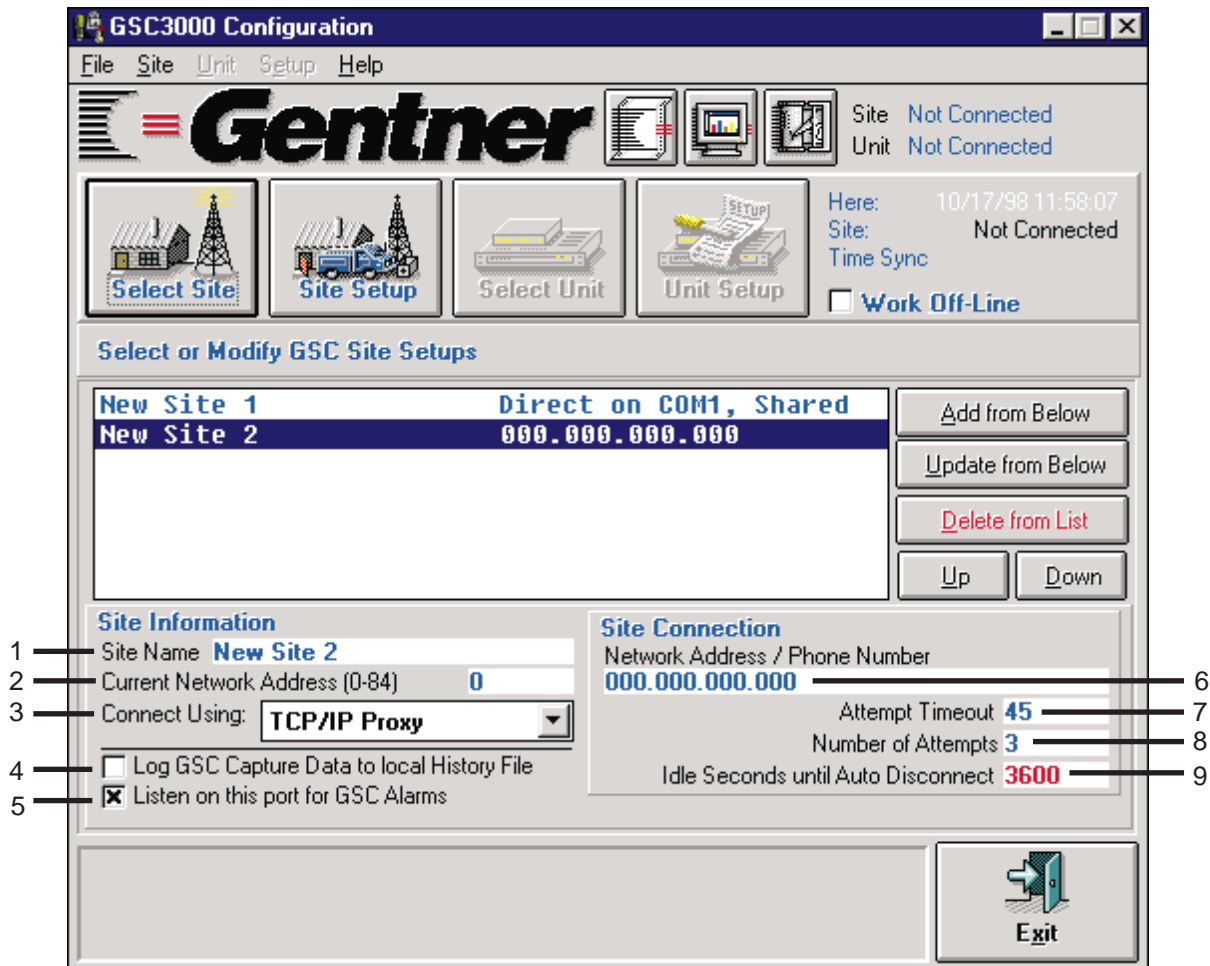 GSC3000 Configuration
File Site Unit Setup Help
Gentner
Site Not Connected
Unit Not Connected
Select Site
Site Setup
Select Unit
SETUP
Unit Setup
Here: 10/17/98 11:58:07
Site: Not Connected
Time Sync
Work Off-Line
Select or Modify GSC Site Setups
New Site 1 Direct on COM1, Shared
New Site 2 000.000.000.000
Add from Below
Update from Below
Delete from List
Up Down
Site Information
1 Site Name New Site 2
2 Current Network Address (0-84) 0
3 Connect Using: TCP/IP Proxy
4 Log GSC Capture Data to local History File
5 Listen on this port for GSC Alarms
Site Connection
Network Address / Phone Number
000.000.000.000 6
Attempt Timeout 45 7
Number of Attempts 3 8
Idle Seconds until Auto Disconnect 3600 9
Exit